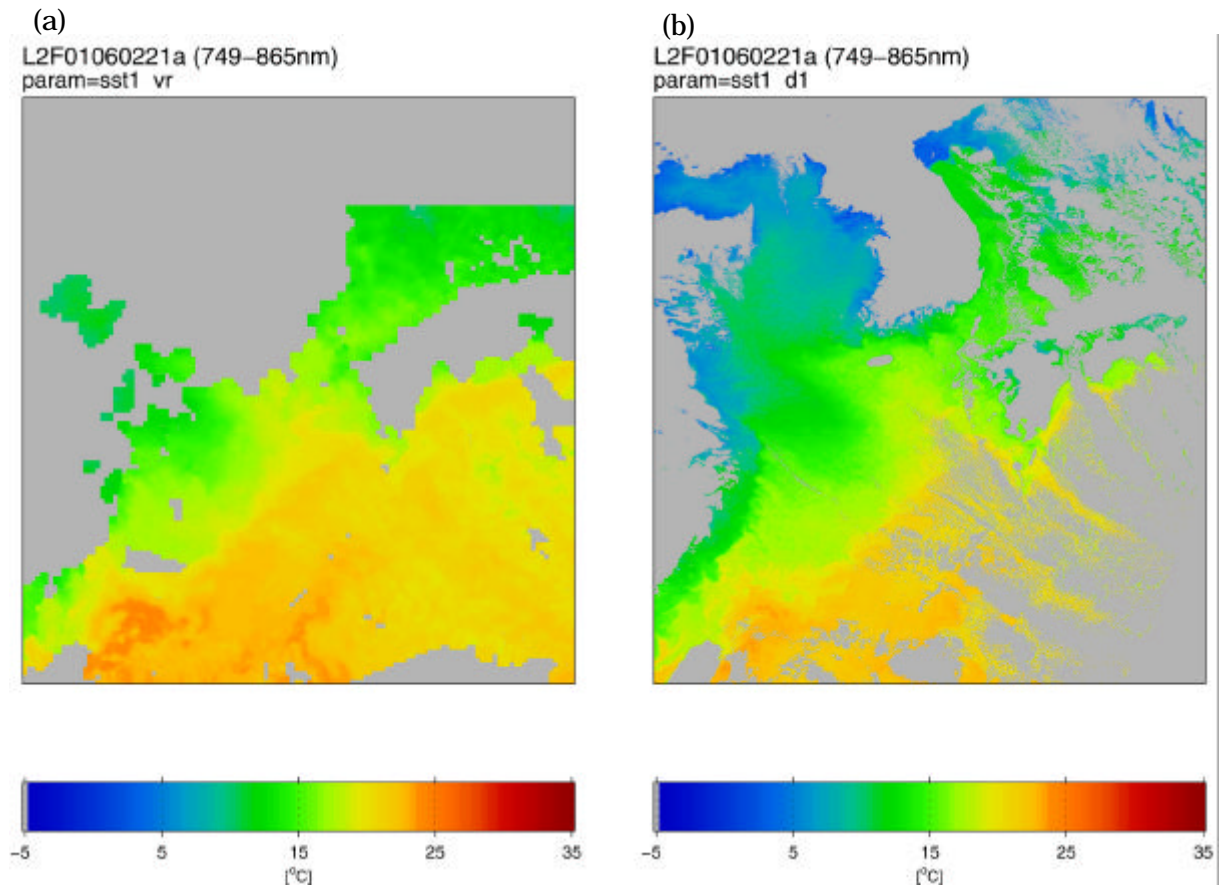 (a)
L2F01060221a (749−865nm)
param=sst1 vr
−5 5 15 25 35
[°C]
(b)
L2F01060221a (749−865nm)
param=sst1 d1
−5 5 15 25 35
[°C]